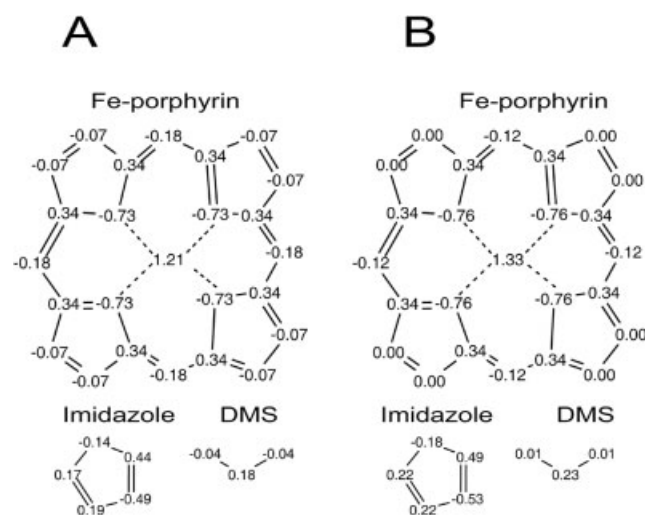 A B
Fe-porphyrin Fe-porphyrin
-0.07 -0.18 -0.07 0.00 -0.12 0.00
-0.07 0.34 0.34 -0.07 0.00 0.34 0.34 0.00
0.34 -0.73 -0.73 0.34 0.34 -0.76 -0.76 0.34
-0.18 1.21 -0.18 -0.12 1.33 -0.12
0.34 -0.73 -0.73 0.34 0.34 -0.76 -0.76 0.34
-0.07 0.34 0.34 -0.07 0.00 0.34 0.34 0.00
-0.07 -0.18 -0.07 0.00 -0.12 0.00
Imidazole DMS Imidazole DMS
-0.14 0.44 -0.04 -0.04 -0.18 0.49 0.01 0.01
0.17 0.18 0.22 0.23
0.19 -0.49 0.22 -0.53